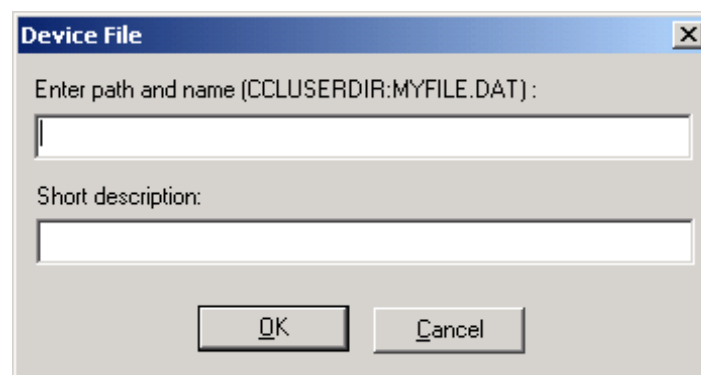 Device File
Enter path and name (CCLUSERDIR:MYFILE.DAT) :
Short description:
OK Cancel